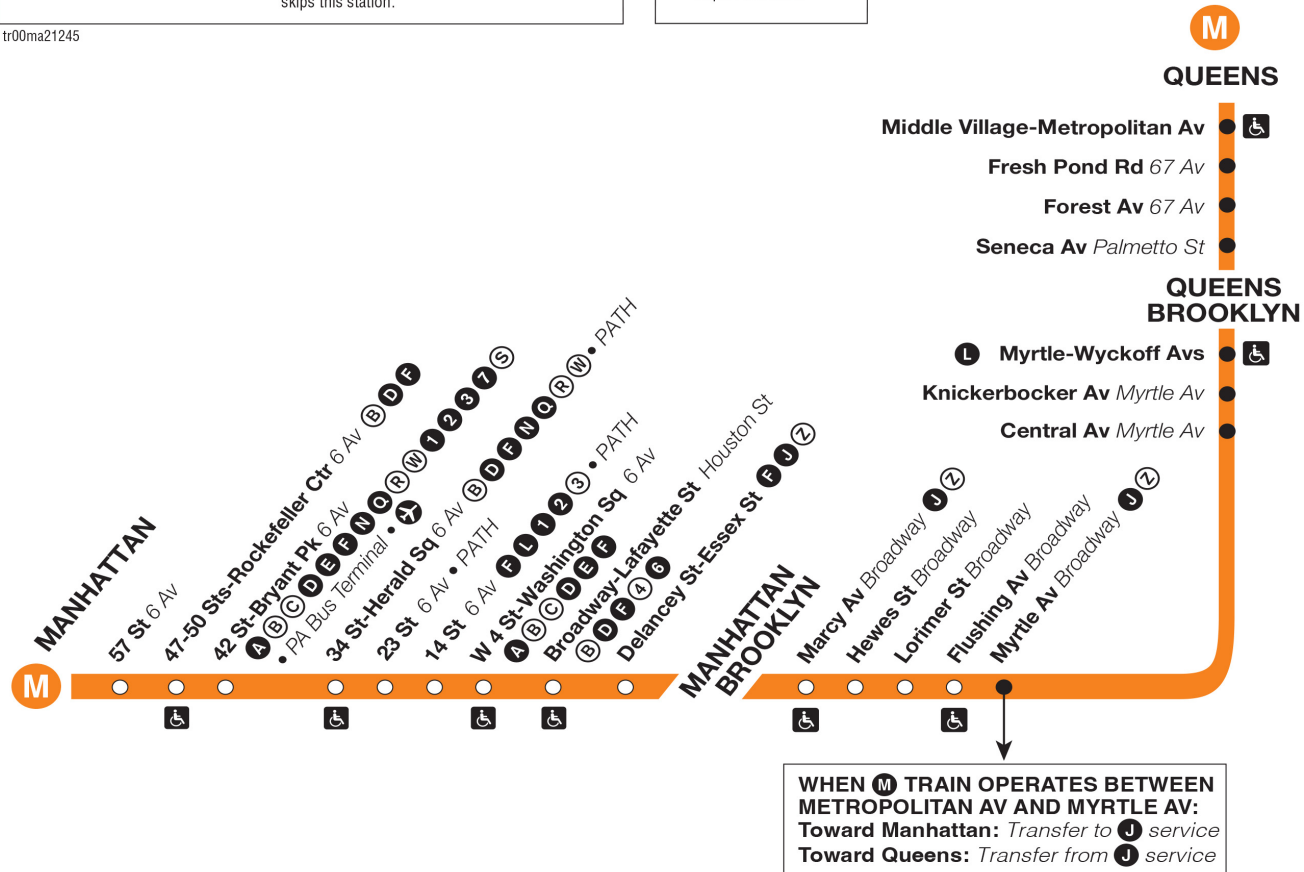 skips this station.
tr00ma21245
M
QUEENS
Middle Village-Metropolitan Av
Fresh Pond Rd 67 Av
Forest Av 67 Av
Seneca Av Palmetto St
QUEENS
BROOKLYN
L Myrtle-Wyckoff Avs
Knickerbocker Av Myrtle Av
Central Av Myrtle Av
M
MANHATTAN
57 St 6 Av
47-50 Sts-Rockefeller Ctr 6 Av B D F
42 St-Bryant Pk 6 Av
A B C D E F N Q R W 1 2 3 7 S
• PA Bus Terminal •
34 St-Herald Sq 6 Av B D F N Q R W • PATH
23 St 6 Av • PATH
14 St 6 Av F L 1 2 3 • PATH
W 4 St-Washington Sq 6 Av
A B C D E F
Broadway-Lafayette St Houston St
B D F 4 6
Delancey St-Essex St F J Z
MANHATTAN
BROOKLYN
Marcy Av Broadway J Z
Hewes St Broadway
Lorimer St Broadway
Flushing Av Broadway
Myrtle Av Broadway J Z
WHEN M TRAIN OPERATES BETWEEN
METROPOLITAN AV AND MYRTLE AV:
Toward Manhattan: Transfer to J service
Toward Queens: Transfer from J service